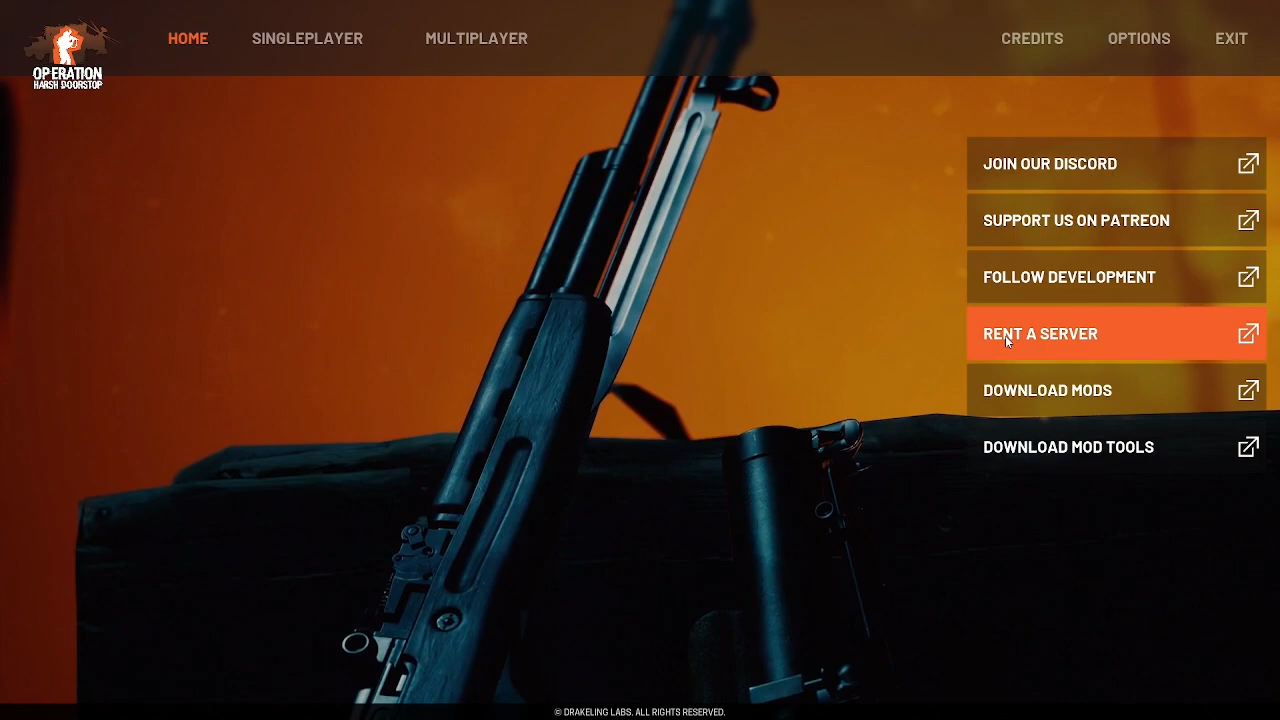 OPERATION
HARSH DOORSTOP
HOME
SINGLEPLAYER
MULTIPLAYER
CREDITS
OPTIONS
EXIT
JOIN OUR DISCORD
SUPPORT US ON PATREON
FOLLOW DEVELOPMENT
RENT A SERVER
DOWNLOAD MODS
DOWNLOAD MOD TOOLS
© DRAKELING LABS. ALL RIGHTS RESERVED.